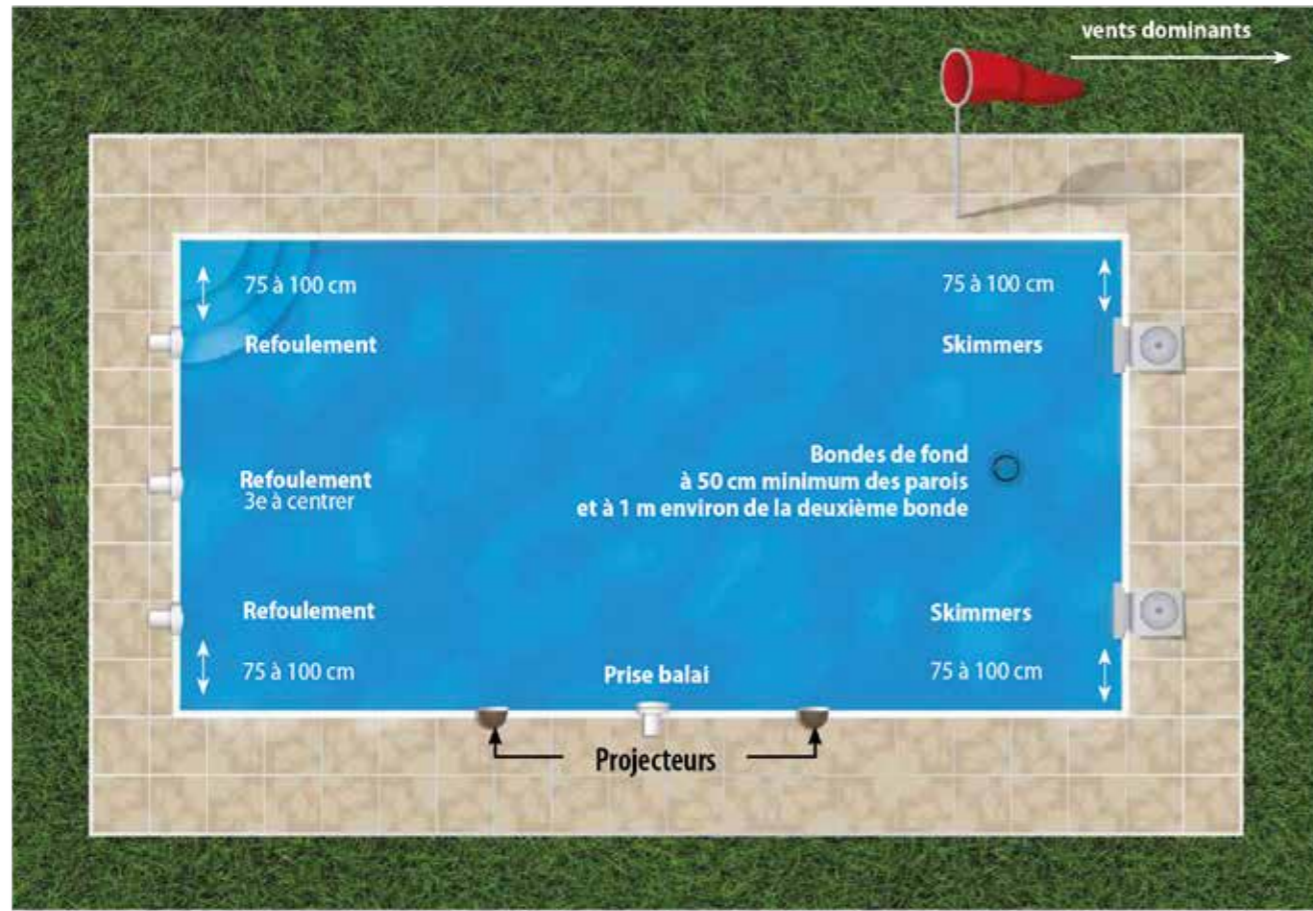 vents dominants
75 à 100 cm
75 à 100 cm
Refoulement
Skimmers
Bondes de fond
à 50 cm minimum des parois
et à 1 m environ de la deuxième bonde
Refoulement
3e à centrer
Refoulement
Skimmers
75 à 100 cm
Prise balai
75 à 100 cm
Projecteurs